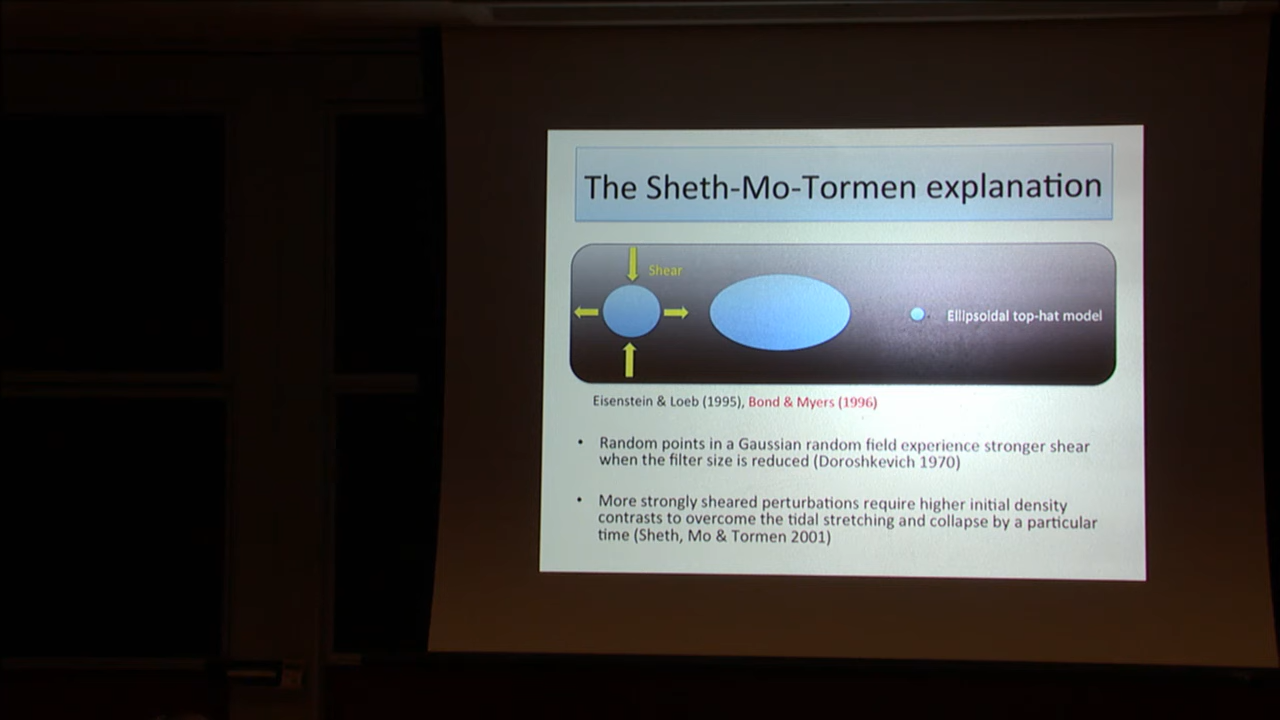 The Sheth-Mo-Tormen explanation
Shear
Ellipsoidal top-hat model
Eisenstein & Loeb (1995), Bond & Myers (1996)
• Random points in a Gaussian random field experience stronger shear
when the filter size is reduced (Doroshkevich 1970)
• More strongly sheared perturbations require higher initial density
contrasts to overcome the tidal stretching and collapse by a particular
time (Sheth, Mo & Tormen 2001)